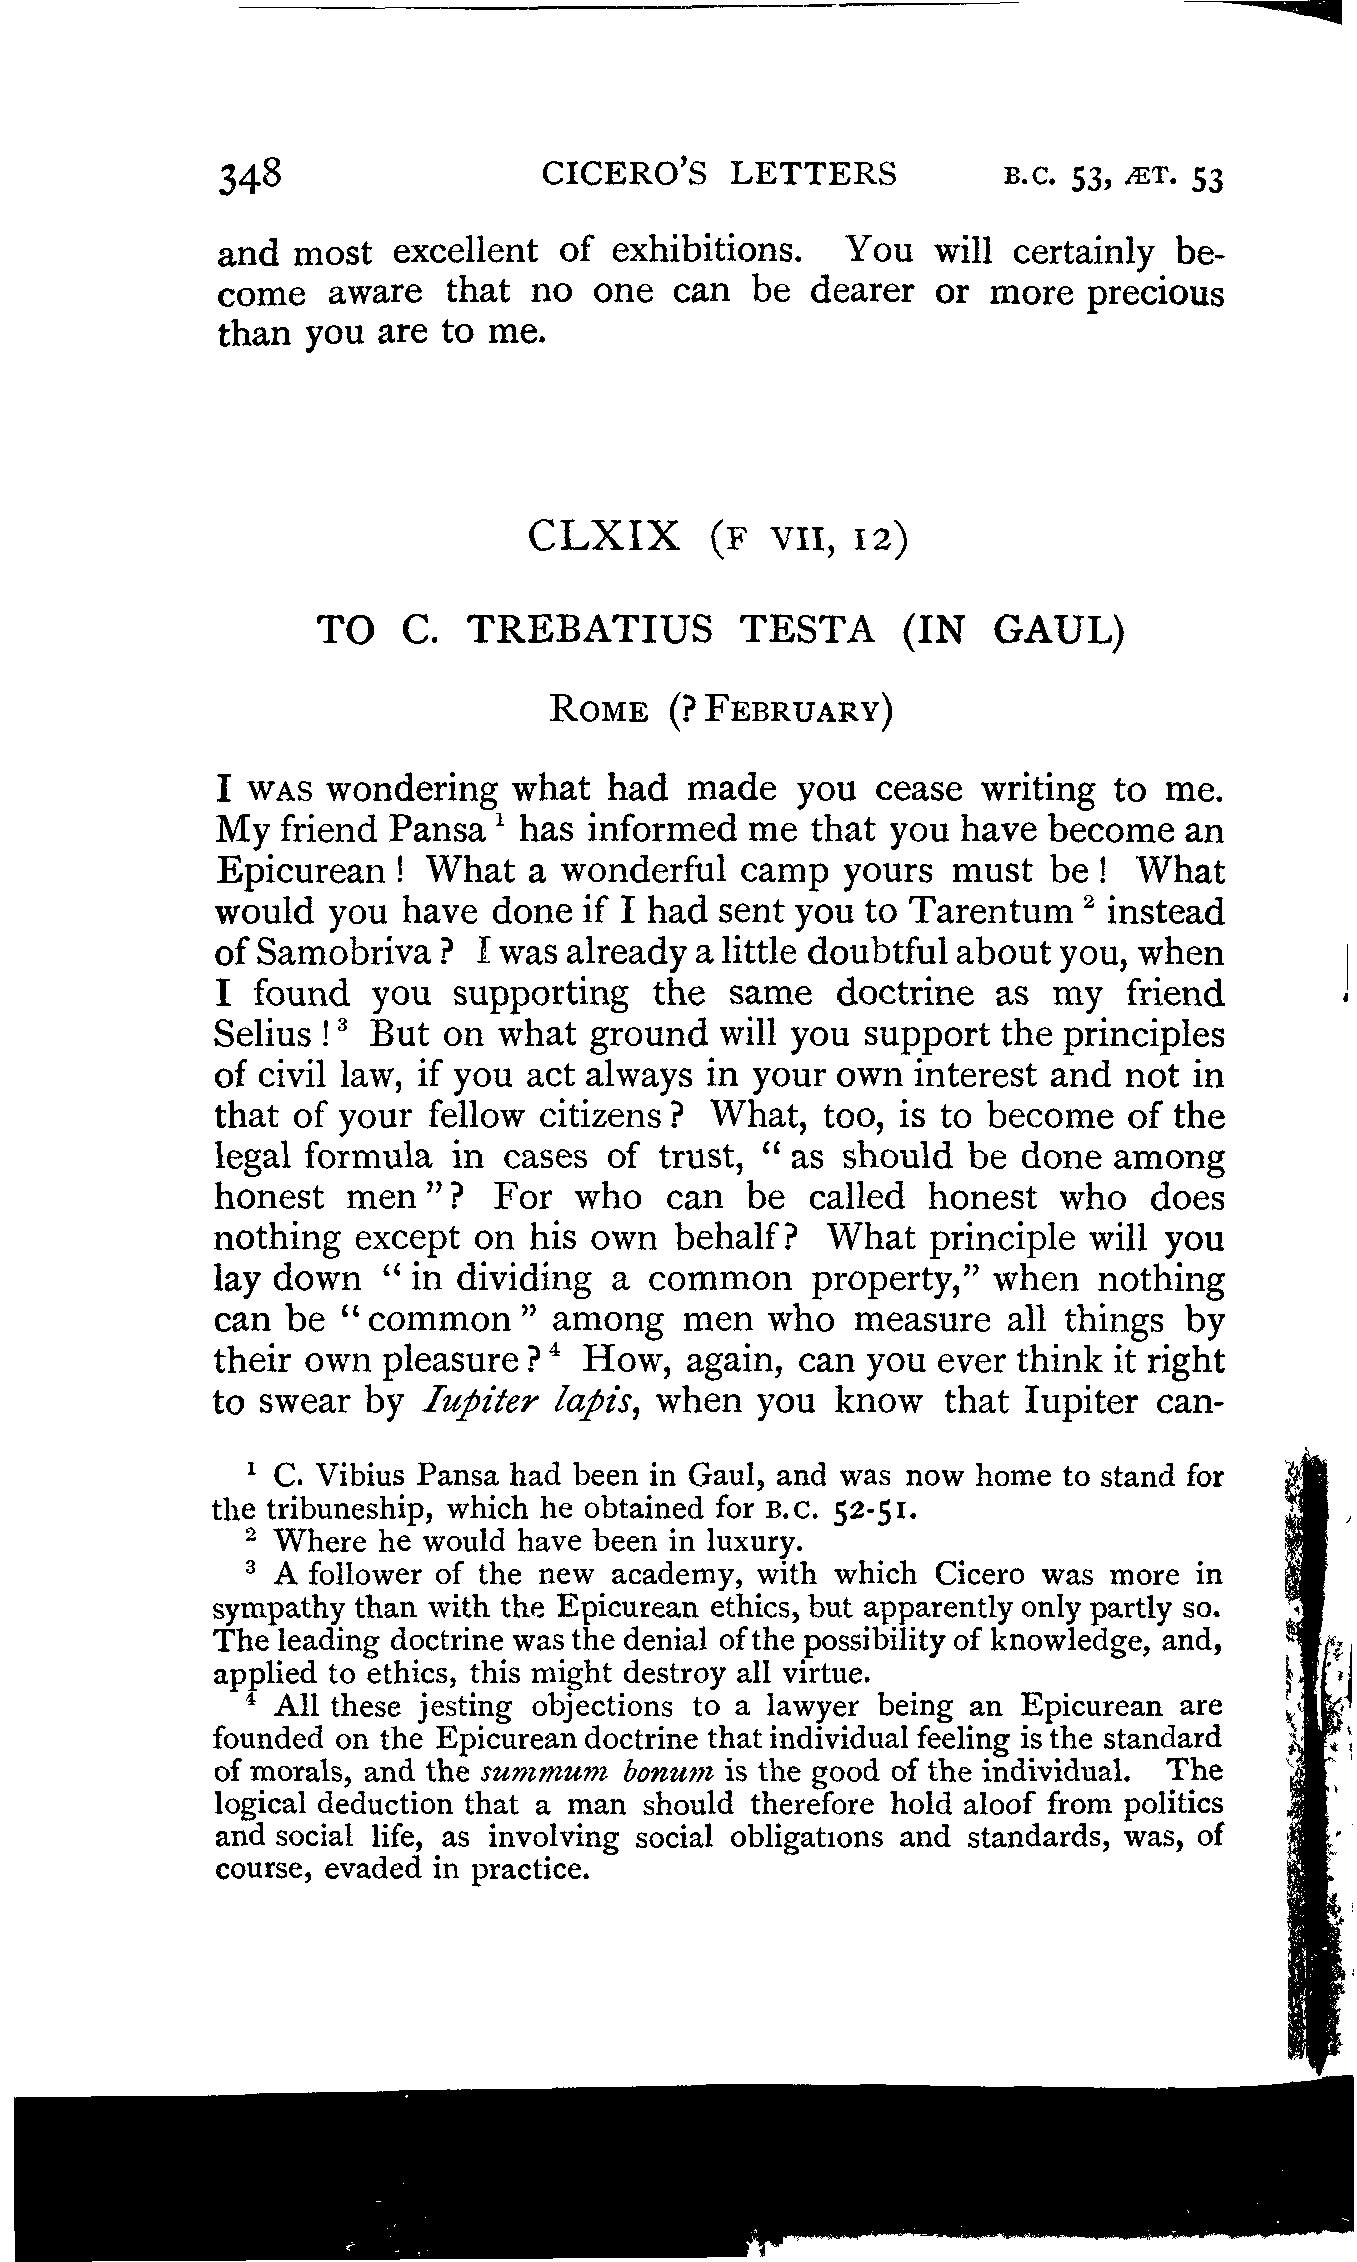 348 CICERO'S LETTERS B.C. 53, ÆT. 53
and most excellent of exhibitions. You will certainly be-
come aware that no one can be dearer or more precious
than you are to me.
CLXIX (F VII, 12)
TO C. TREBATIUS TESTA (IN GAUL)
ROME (? FEBRUARY)
I WAS wondering what had made you cease writing to me.
My friend Pansa¹ has informed me that you have become an
Epicurean! What a wonderful camp yours must be! What
would you have done if I had sent you to Tarentum² instead
of Samobriva? I was already a little doubtful about you, when
I found you supporting the same doctrine as my friend
Selius!³ But on what ground will you support the principles
of civil law, if you act always in your own interest and not in
that of your fellow citizens? What, too, is to become of the
legal formula in cases of trust, "as should be done among
honest men"? For who can be called honest who does
nothing except on his own behalf? What principle will you
lay down "in dividing a common property," when nothing
can be "common" among men who measure all things by
their own pleasure?⁴ How, again, can you ever think it right
to swear by Iupiter lapis, when you know that Iupiter can-
¹ C. Vibius Pansa had been in Gaul, and was now home to stand for
the tribuneship, which he obtained for B.C. 52-51.
² Where he would have been in luxury.
³ A follower of the new academy, with which Cicero was more in
sympathy than with the Epicurean ethics, but apparently only partly so.
The leading doctrine was the denial of the possibility of knowledge, and,
applied to ethics, this might destroy all virtue.
⁴ All these jesting objections to a lawyer being an Epicurean are
founded on the Epicurean doctrine that individual feeling is the standard
of morals, and the summum bonum is the good of the individual. The
logical deduction that a man should therefore hold aloof from politics
and social life, as involving social obligations and standards, was, of
course, evaded in practice.